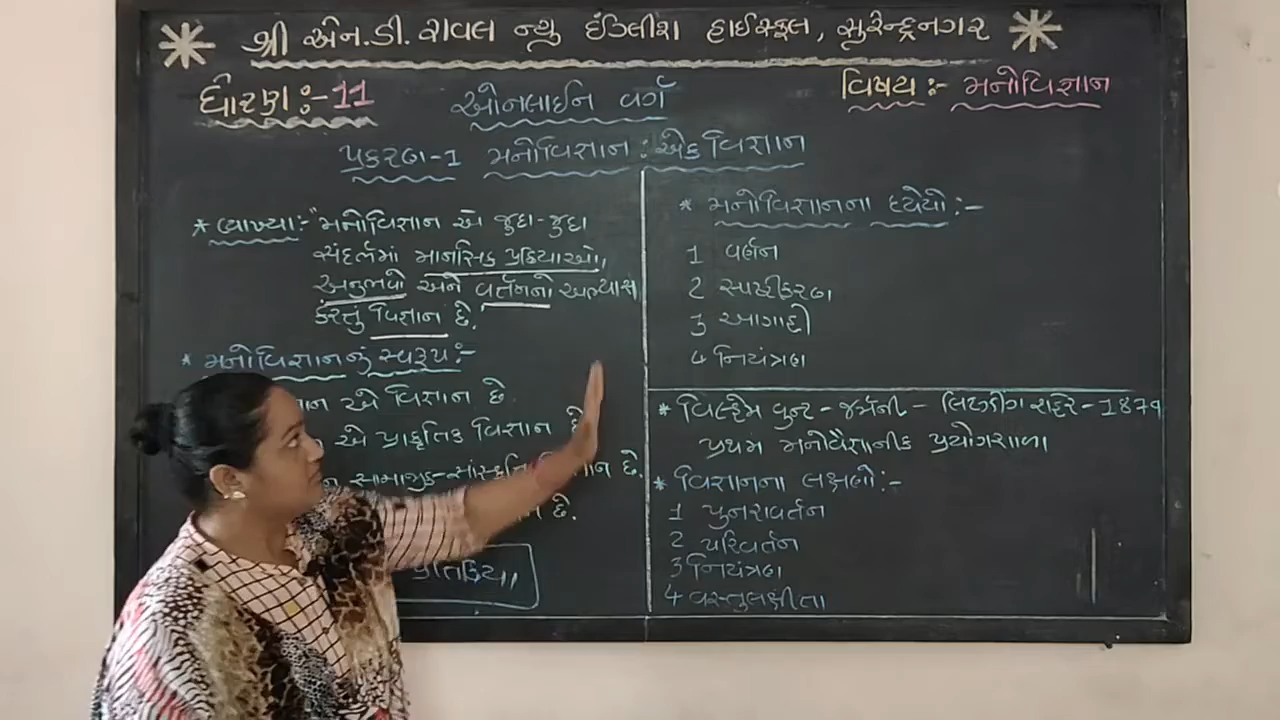 શ્રી એન.ડી. રાવલ ન્યુ ઇંગ્લીશ હાઈસ્કૂલ, સુરેન્દ્રનગર
ધોરણ :- 11
ઓનલાઈન વર્ગ
વિષય :- મનોવિજ્ઞાન
પ્રકરણ-1 મનોવિજ્ઞાન : એક વિજ્ઞાન
* વ્યાખ્યા :- "મનોવિજ્ઞાન એ જુદા-જુદા
સંદર્ભમાં માનસિક પ્રક્રિયાઓ,
અનુભવો અને વર્તનનો અભ્યાસ
કરતું વિજ્ઞાન છે."
* મનોવિજ્ઞાનનું સ્વરૂપ :-
એ વિજ્ઞાન છે.
એ પ્રાકૃતિક વિજ્ઞાન છે
સામાજીક-સાંસ્કૃતિ વિજ્ઞાન છે.
છે.
પ્રતિક્રિયા
* મનોવિજ્ઞાનના ધ્યેયો :-
1 વર્ણન
2 સ્પષ્ટીકરણ
3 આગાહી
4 નિયંત્રણ
* વિલ્હેમ વુન્ટ - જર્મની - લિપઝીગ શહેર - 1879
પ્રથમ મનોવૈજ્ઞાનીક પ્રયોગશાળા
* વિજ્ઞાનના લક્ષણો :-
1 પુનરાવર્તન
2 પરિવર્તન
3 નિયંત્રણ
4 વસ્તુલક્ષીતા